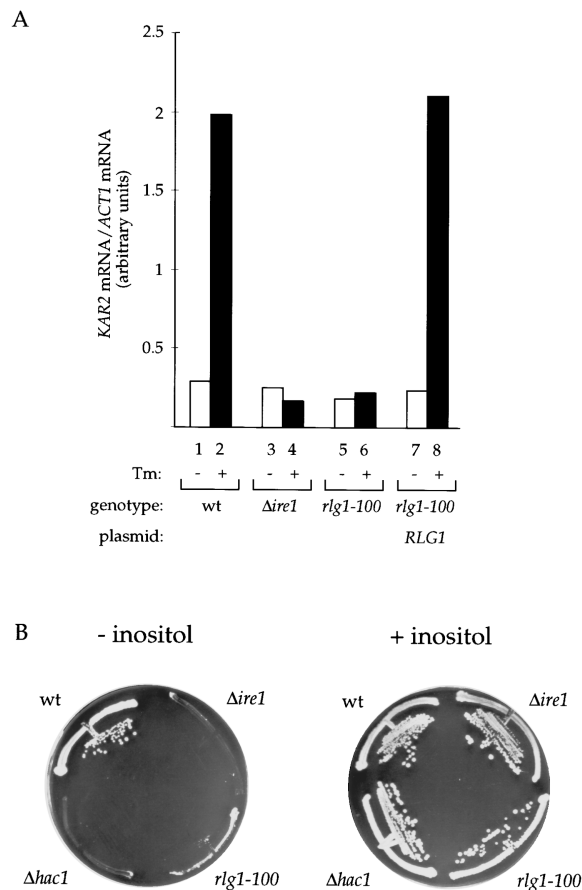 A
KAR2 mRNA/ACT1 mRNA
(arbitrary units)
2.5
2
1.5
1
0.5
1 2 3 4 5 6 7 8
Tm: - + - + - + - +
genotype: wt Δire1 rlg1-100 rlg1-100
plasmid: RLG1
B
- inositol + inositol
wt Δire1 wt Δire1
Δhac1 rlg1-100 Δhac1 rlg1-100